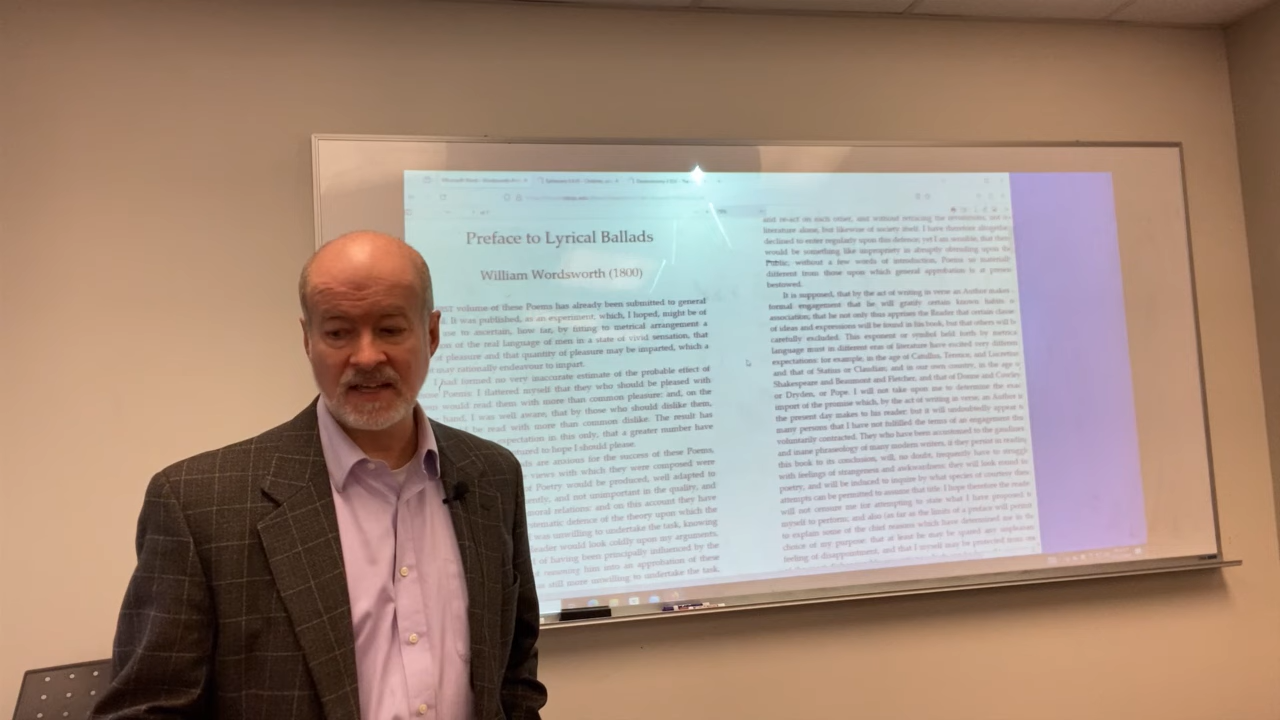 Preface to Lyrical Ballads
William Wordsworth (1800)
volume of these Poems has already been submitted to general
It was published, as an experiment, which, I hoped, might be of
to ascertain, how far, by fitting to metrical arrangement a
of the real language of men in a state of vivid sensation, that
of pleasure and that quantity of pleasure may be imparted, which a
may rationally endeavour to impart.
I had formed no very inaccurate estimate of the probable effect of
Poems: I flattered myself that they who should be pleased with
would read them with more than common pleasure: and, on the
hand, I was well aware, that by those who should dislike them,
be read with more than common dislike. The result has
expectation in this only, that a greater number have
to hope I should please.
are anxious for the success of these Poems,
views with which they were composed were
of Poetry would be produced, well adapted to
and not unimportant in the quality, and
moral relations: and on this account they have
defence of the theory upon which the
was unwilling to undertake the task, knowing
would look coldly upon my arguments,
of having been principally influenced by the
him into an approbation of these
still more unwilling to undertake the task,
and re-act on each other, and without retracing the revolutions, not
literature alone, but likewise of society itself. I have therefore altogether
declined to enter regularly upon this defence; yet I am sensible, that there
would be something like impropriety in abruptly obtruding upon the
Public, without a few words of introduction, Poems so materially
different from those upon which general approbation is at present
bestowed.
It is supposed, that by the act of writing in verse an Author makes
formal engagement that he will gratify certain known habits
association; that he not only thus apprises the Reader that certain classes
of ideas and expressions will be found in his book, but that others will be
carefully excluded. This exponent or symbol held forth by metrical
language must in different eras of literature have excited very different
expectations: for example, in the age of Catullus, Terence, and Lucretius
and that of Statius or Claudian; and in our own country, in the age
Shakespeare and Beaumont and Fletcher, and that of Donne and Cowley
or Dryden, or Pope. I will not take upon me to determine the exact
import of the promise which, by the act of writing in verse, an Author in
the present day makes to his reader: but it will undoubtedly appear to
many persons that I have not fulfilled the terms of an engagement thus
voluntarily contracted. They who have been accustomed to the gaudiness
and inane phraseology of many modern writers, if they persist in reading
this book to its conclusion, will, no doubt, frequently have to struggle
with feelings of strangeness and awkwardness: they will look round for
poetry, and will be induced to inquire by what species of courtesy these
attempts can be permitted to assume that title. I hope therefore the reader
will not censure me for attempting to state what I have proposed to
myself to perform; and also (as far as the limits of a preface will permit
to explain some of the chief reasons which have determined me in the
choice of my purpose: that at least he may be spared any unpleasant
feeling of disappointment, and that I myself may be protected from